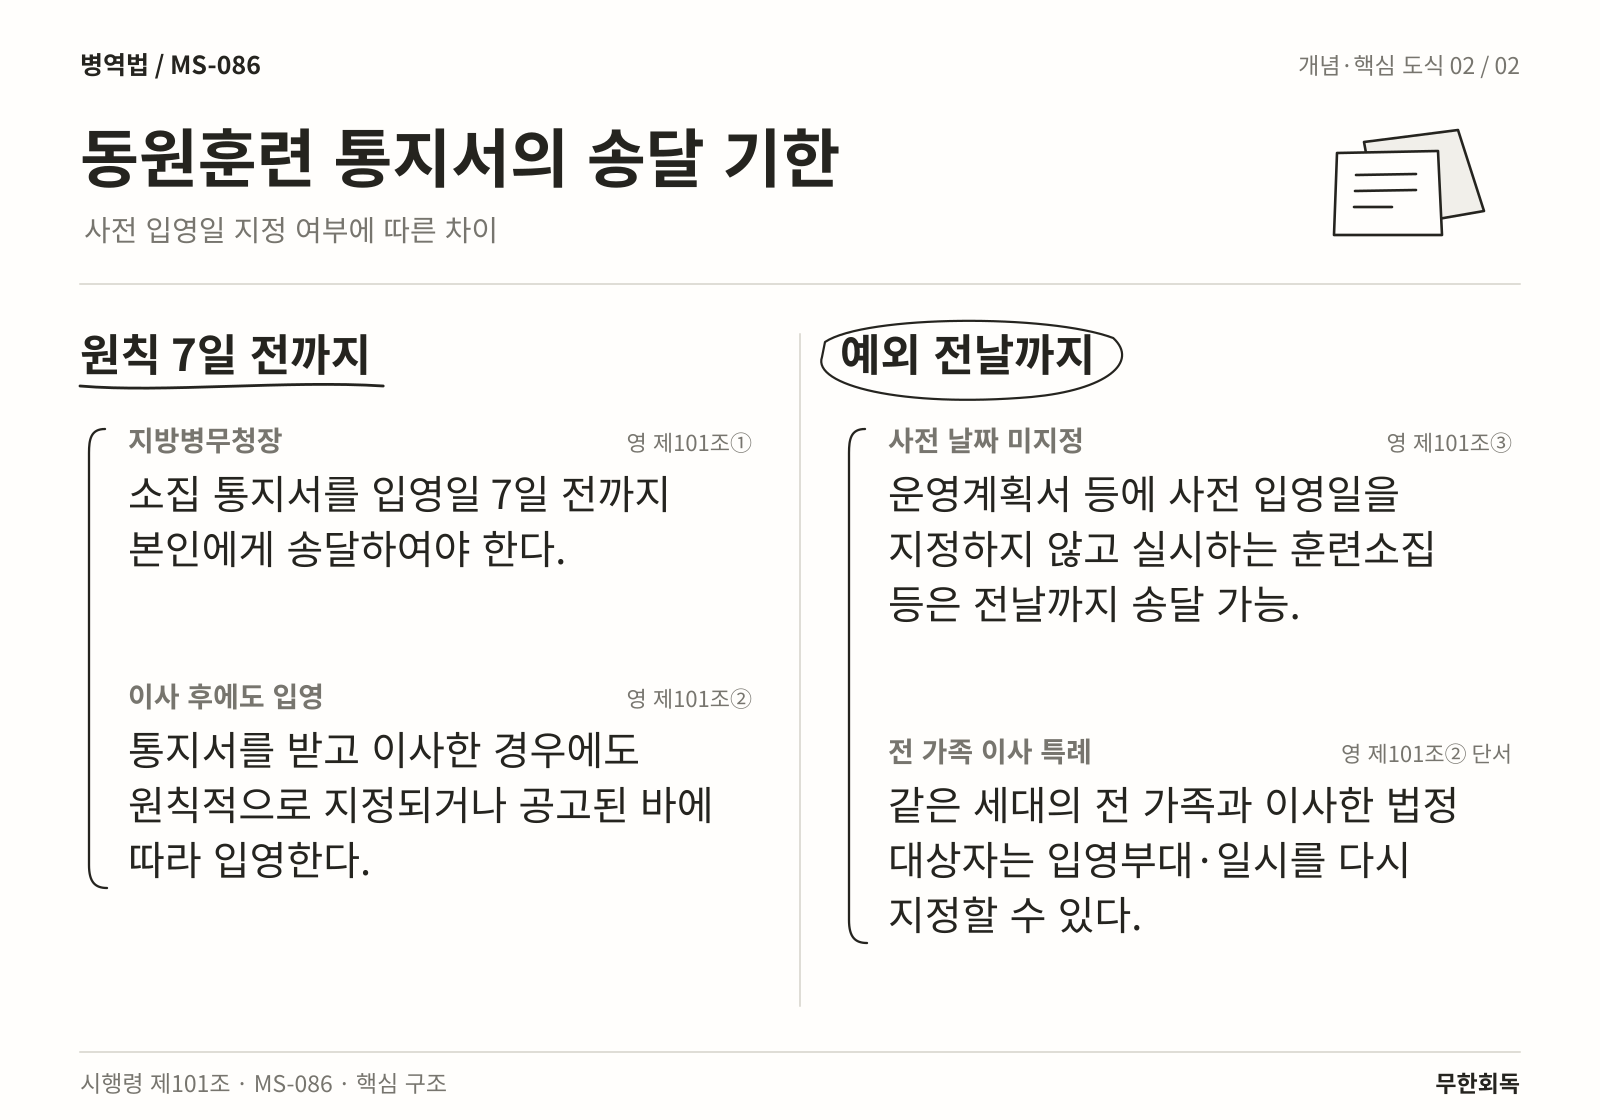 병역법 / MS-086
개념·핵심 도식 02 / 02
동원훈련 통지서의 송달 기한
사전 입영일 지정 여부에 따른 차이
원칙 7일 전까지
지방병무청장
영 제101조①
소집 통지서를 입영일 7일 전까지
본인에게 송달하여야 한다.
이사 후에도 입영
영 제101조②
통지서를 받고 이사한 경우에도
원칙적으로 지정되거나 공고된 바에
따라 입영한다.
예외 전날까지
사전 날짜 미지정
영 제101조③
운영계획서 등에 사전 입영일을
지정하지 않고 실시하는 훈련소집
등은 전날까지 송달 가능.
전 가족 이사 특례
영 제101조② 단서
같은 세대의 전 가족과 이사한 법정
대상자는 입영부대·일시를 다시
지정할 수 있다.
시행령 제101조 · MS-086 · 핵심 구조
무한회독